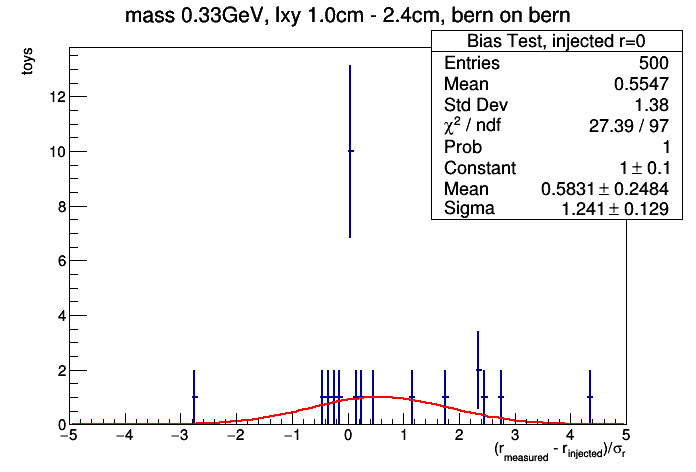 mass 0.33GeV, lxy 1.0cm - 2.4cm, bern on bern
Bias Test, injected r=0
Entries 500
Mean 0.5547
Std Dev 1.38
χ² / ndf 27.39 / 97
Prob 1
Constant 1 ± 0.1
Mean 0.5831 ± 0.2484
Sigma 1.241 ± 0.129
toys
12
10
8
6
4
2
0
−5 −4 −3 −2 −1 0 1 2 3 4 5
(r_measured - r_injected)/σ_r